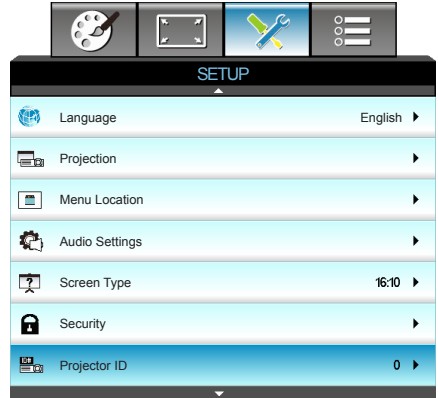 SETUP
Language English
Projection
Menu Location
Audio Settings
Screen Type 16:10
Security
Projector ID 0